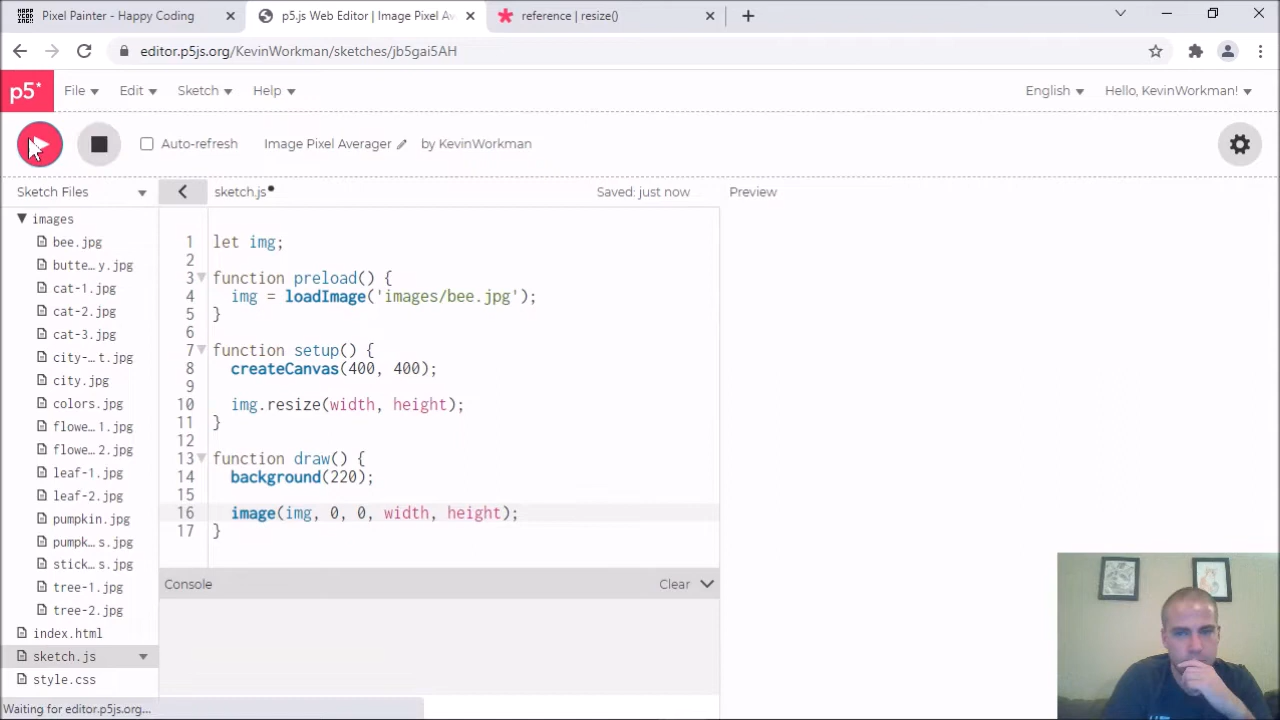 Pixel Painter - Happy Coding
p5.js Web Editor | Image Pixel Av
reference | resize()
editor.p5js.org/KevinWorkman/sketches/jb5gai5AH
p5*
File
Edit
Sketch
Help
English
Hello, KevinWorkman!
Auto-refresh
Image Pixel Averager
by KevinWorkman
Sketch Files
sketch.js
Saved: just now
Preview
images
bee.jpg
butte…y.jpg
cat-1.jpg
cat-2.jpg
cat-3.jpg
city-…t.jpg
city.jpg
colors.jpg
flowe…1.jpg
flowe…2.jpg
leaf-1.jpg
leaf-2.jpg
pumpkin.jpg
pumpk…s.jpg
stick…s.jpg
tree-1.jpg
tree-2.jpg
index.html
sketch.js
style.css
1 let img;
2
3 function preload() {
4 img = loadImage('images/bee.jpg');
5 }
6
7 function setup() {
8 createCanvas(400, 400);
9
10 img.resize(width, height);
11 }
12
13 function draw() {
14 background(220);
15
16 image(img, 0, 0, width, height);
17 }
Console
Clear
Waiting for editor.p5js.org...